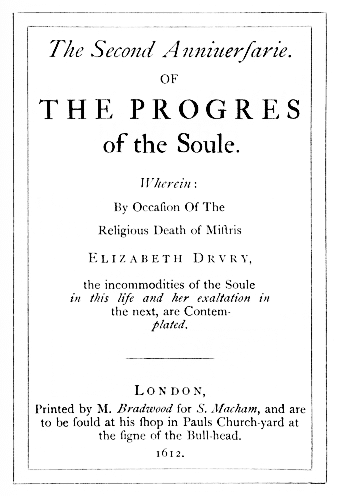 The Second Anniuerſarie.
OF
THE PROGRES
of the Soule.
Wherein:
By Occaſion Of The
Religious Death of Miſtris
ELIZABETH DRVRY,
the incommodities of the Soule
in this life and her exaltation in
the next, are Contem-
plated.
LONDON,
Printed by M. Bradwood for S. Macham, and are
to be ſould at his ſhop in Pauls Church-yard at
the ſigne of the Bull-head.
1612.